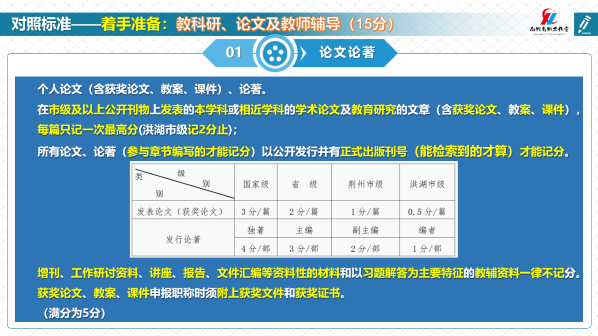 对照标准——着手准备：教科研、论文及教师辅导（15分）
01
论文论著
个人论文（含获奖论文、教案、课件）、论著。
在市级及以上公开刊物上发表的本学科或相近学科的学术论文及教育研究的文章（含获奖论文、教案、课件），
每篇只记一次最高分(洪湖市级记2分止);
所有论文、论著（参与章节编写的才能记分）以公开发行并有正式出版刊号（能检索到的才算）才能记分。
类 级别 别 国家级 省 级 荆州市级 洪湖市级
发表论文（获奖论文） 3分/篇 2分/篇 1分/篇 0.5分/篇
发行论著 独著 主编 副主编 编者
4分/部 3分/部 2分/部 1分/部
增刊、工作研讨资料、讲座、报告、文件汇编等资料性的材料和以习题解答为主要特征的教辅资料一律不记分。
获奖论文、教案、课件申报职称时须附上获奖文件和获奖证书。
（满分为5分）